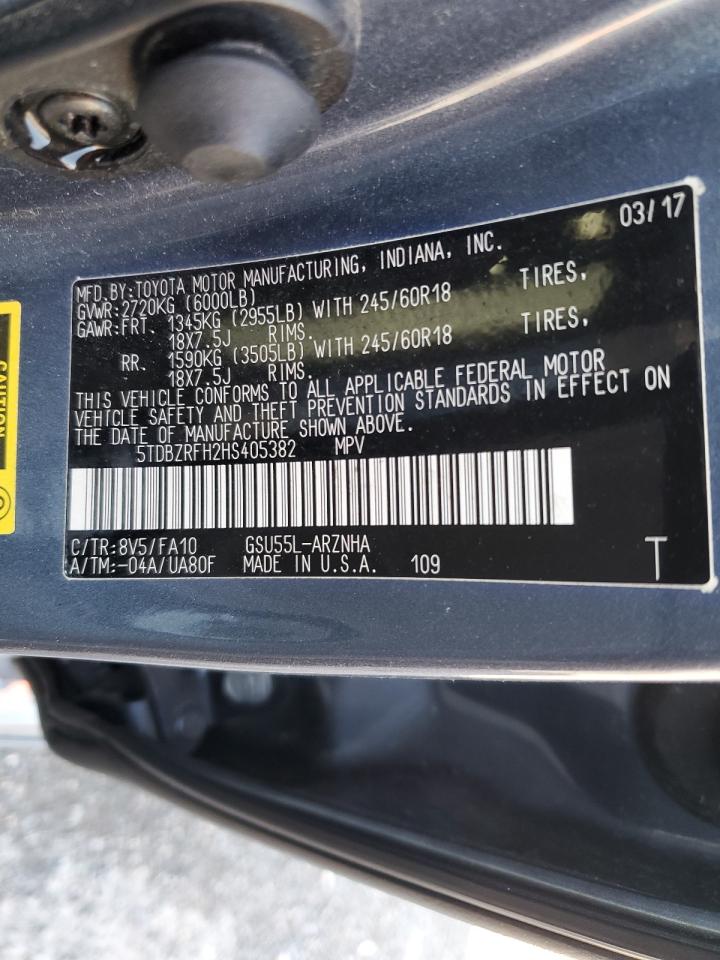 03/17
MFD.BY:TOYOTA MOTOR MANUFACTURING, INDIANA, INC.
GVWR:2720KG (6000LB)
GAWR:FRT. 1345KG (2955LB) WITH 245/60R18 TIRES,
18X7.5J RIMS.
RR. 1590KG (3505LB) WITH 245/60R18 TIRES,
18X7.5J RIMS.
THIS VEHICLE CONFORMS TO ALL APPLICABLE FEDERAL MOTOR
VEHICLE SAFETY AND THEFT PREVENTION STANDARDS IN EFFECT ON
THE DATE OF MANUFACTURE SHOWN ABOVE.
5TDBZRFH2HS405382 MPV
C/TR:8V5/FA10 GSU55L-ARZNHA
A/TM:-04A/UA80F MADE IN U.S.A. 109 T
CAUTION